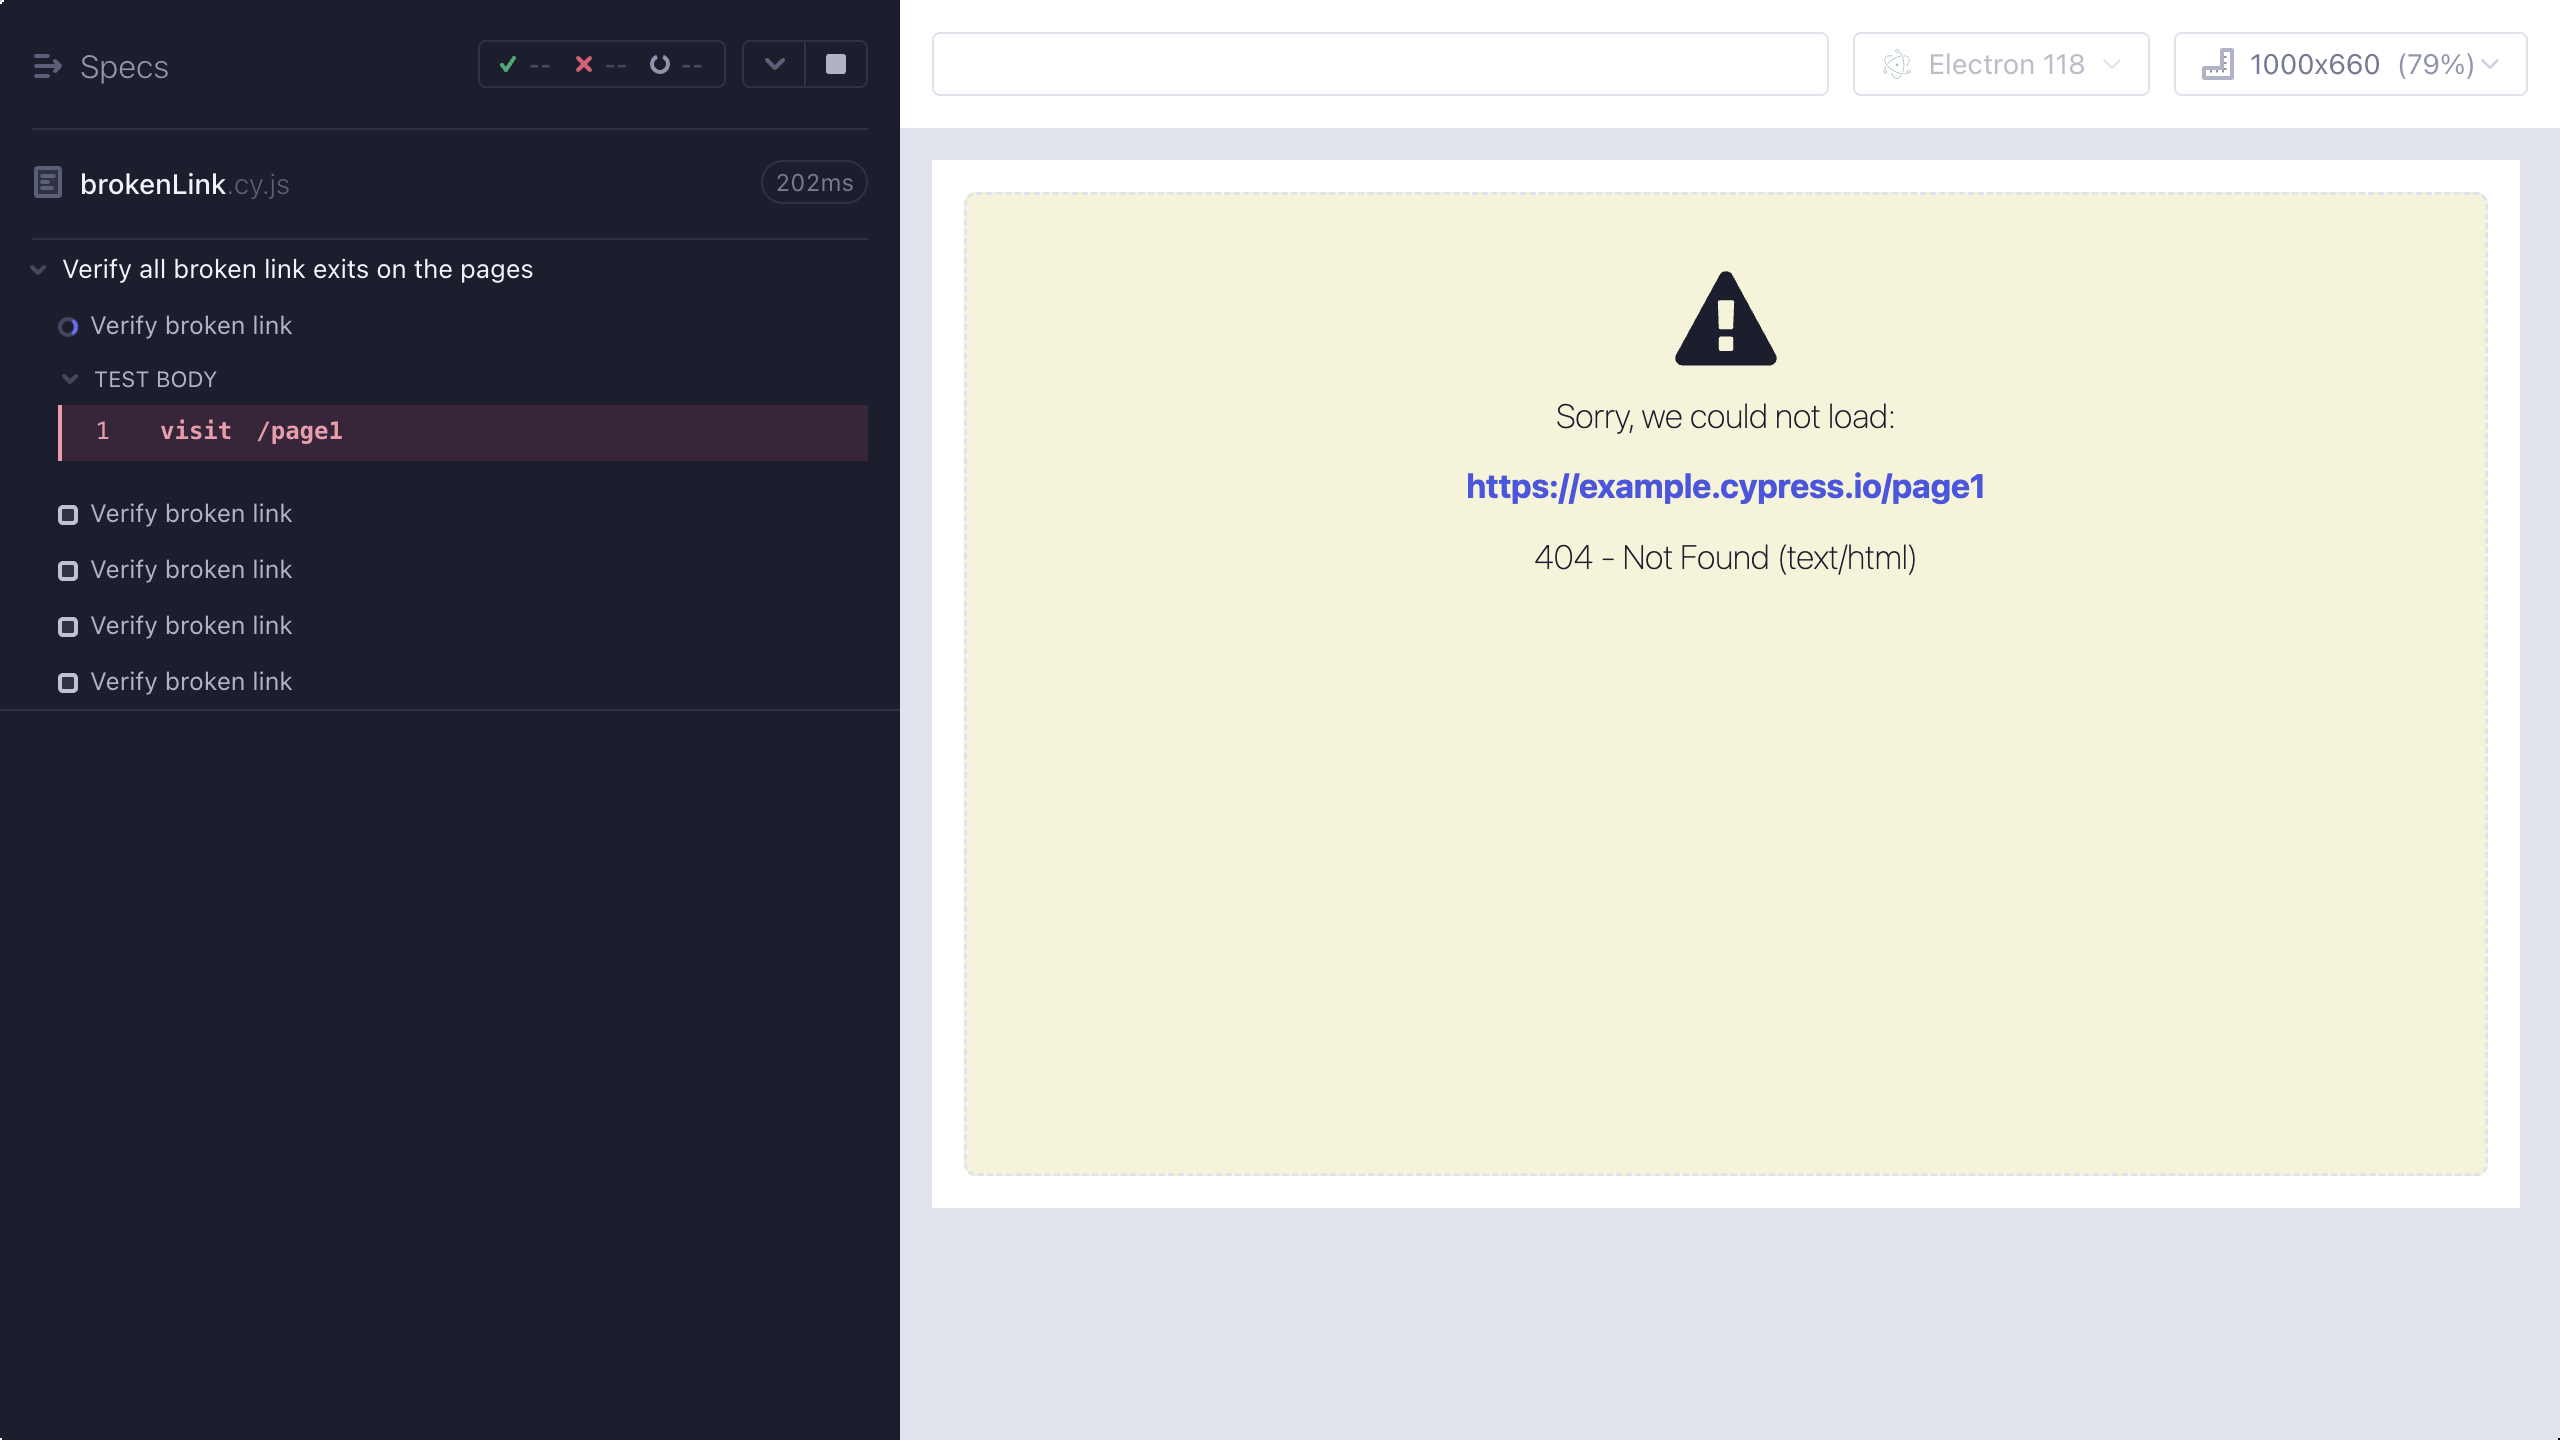 Specs
-- -- --
brokenLink.cy.js
202ms
Verify all broken link exits on the pages
Verify broken link
TEST BODY
1 visit /page1
Verify broken link
Verify broken link
Verify broken link
Verify broken link
Electron 118
1000x660 (79%)
Sorry, we could not load:
https://example.cypress.io/page1
404 - Not Found (text/html)